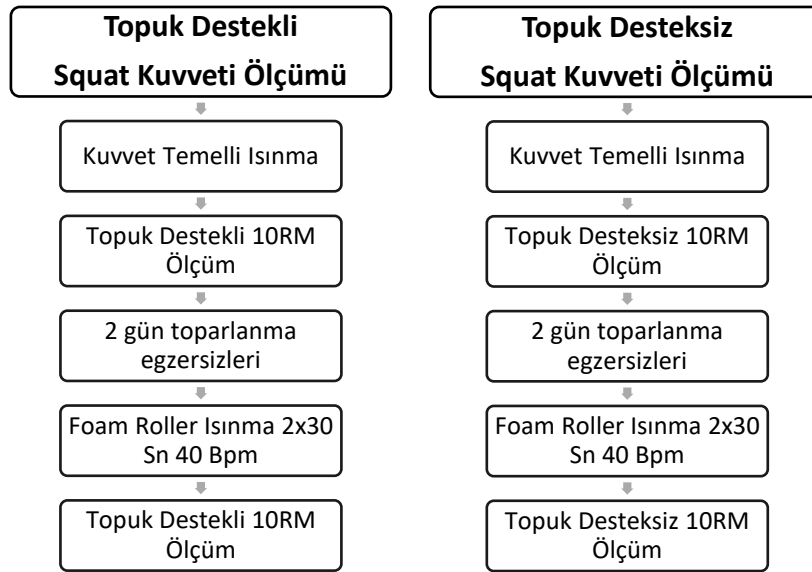 Topuk Destekli
Squat Kuvveti Ölçümü
Kuvvet Temelli Isınma
Topuk Destekli 10RM
Ölçüm
2 gün toparlanma
egzersizleri
Foam Roller Isınma 2x30
Sn 40 Bpm
Topuk Destekli 10RM
Ölçüm
Topuk Desteksiz
Squat Kuvveti Ölçümü
Kuvvet Temelli Isınma
Topuk Desteksiz 10RM
Ölçüm
2 gün toparlanma
egzersizleri
Foam Roller Isınma 2x30
Sn 40 Bpm
Topuk Desteksiz 10RM
Ölçüm